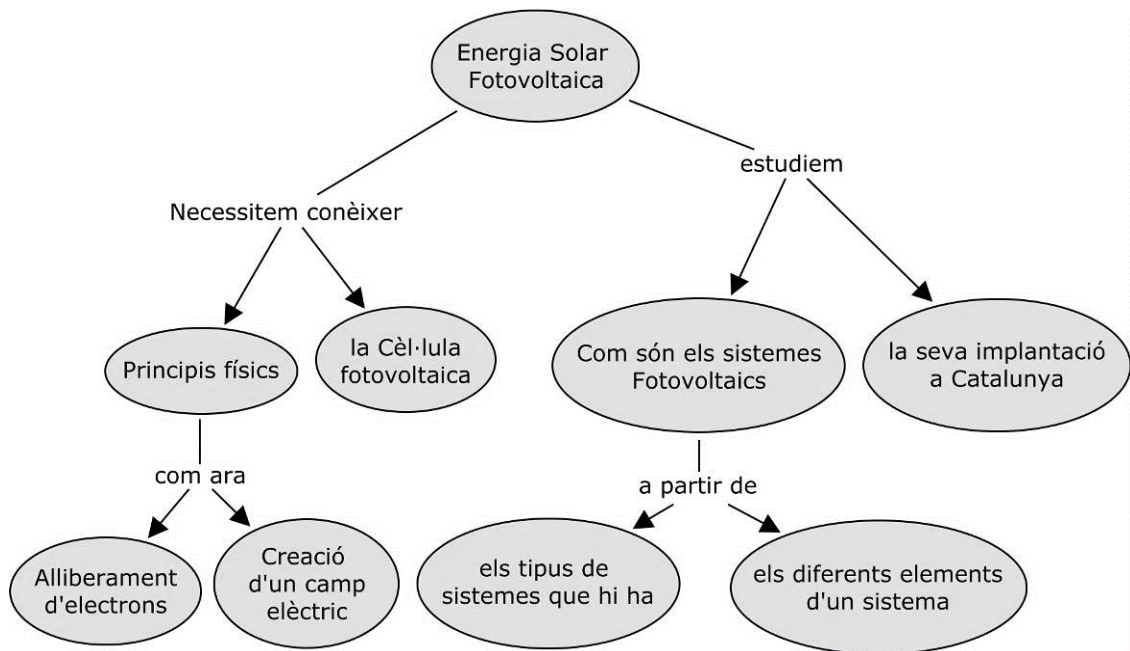 Energia Solar
Fotovoltaica
estudiem
Necessitem conèixer
Principis físics
la Cèl·lula
fotovoltaica
Com són els sistemes
Fotovoltaics
la seva implantació
a Catalunya
com ara
a partir de
Alliberament
d'electrons
Creació
d'un camp
elèctric
els tipus de
sistemes que hi ha
els diferents elements
d'un sistema